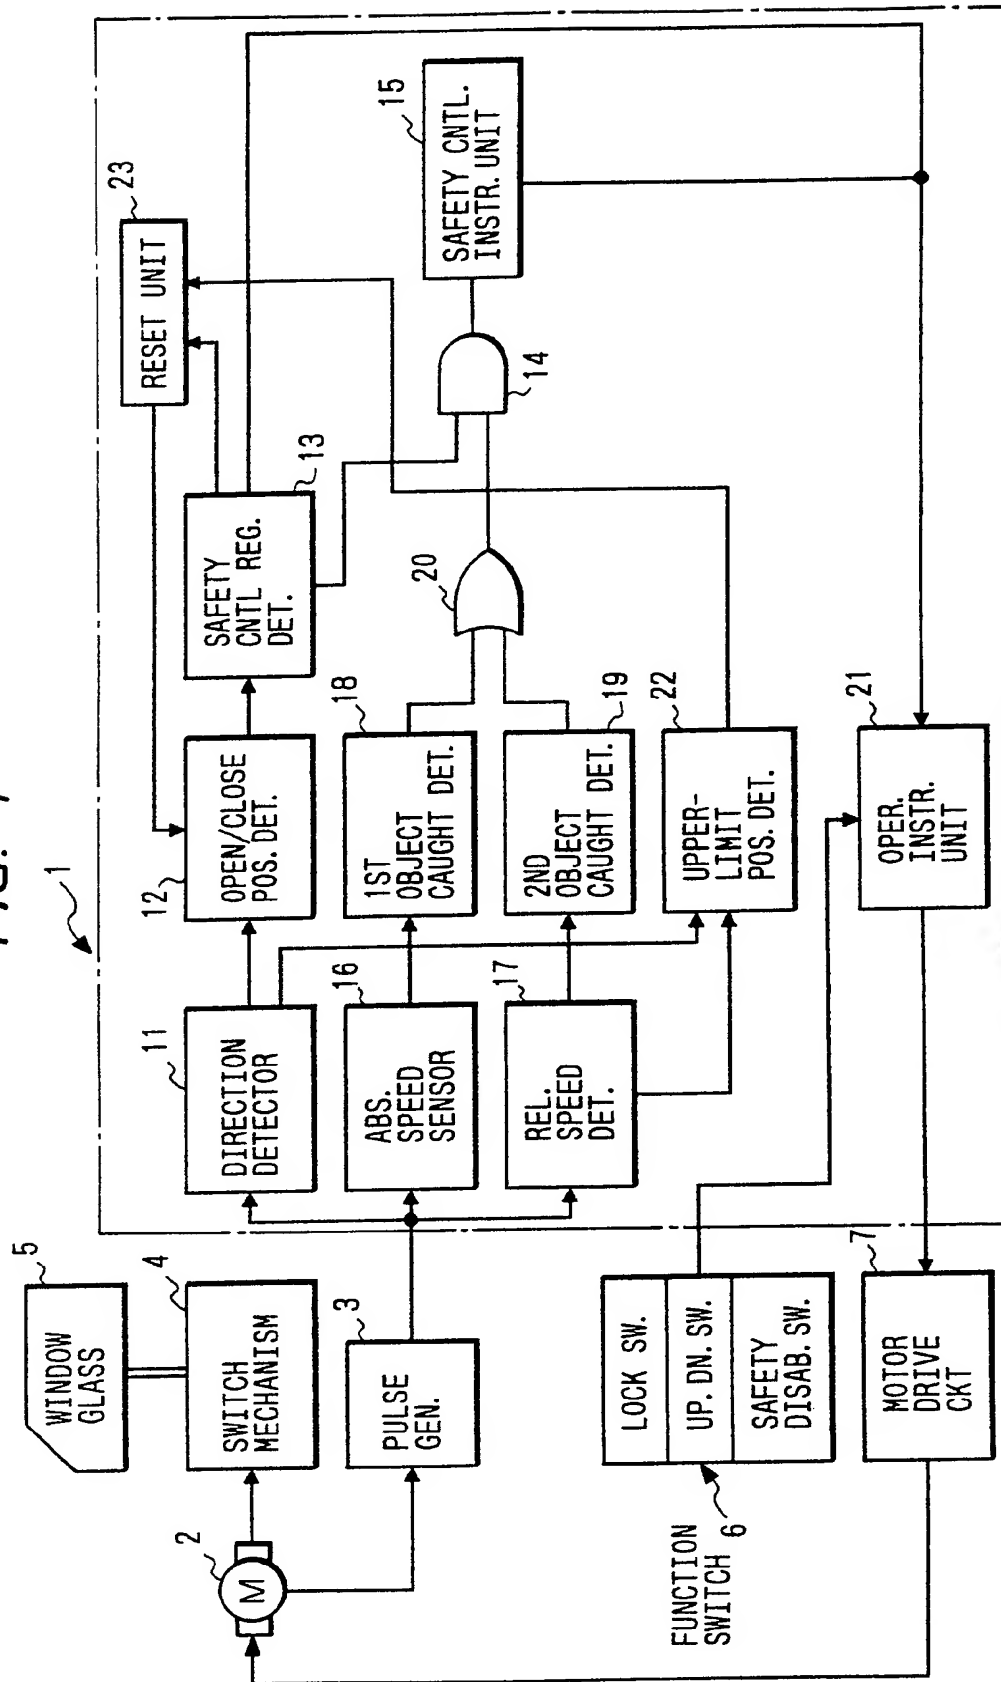 1
WINDOW
GLASS
5
SWITCH
MECHANISM
4
M
2
PULSE
GEN.
3
FUNCTION
SWITCH 6
LOCK SW.
UP. DN. SW.
SAFETY
DISAB. SW.
MOTOR
DRIVE
CKT
7
DIRECTION
DETECTOR
11
ABS.
SPEED
SENSOR
16
REL.
SPEED
DET.
17
OPEN/CLOSE
POS. DET.
12
1ST
OBJECT
CAUGHT DET.
18
2ND
OBJECT
CAUGHT DET.
19
UPPER-
LIMIT
POS. DET.
22
OPER.
INSTR.
UNIT
21
SAFETY
CNTL REG.
DET.
13
20
14
RESET UNIT
23
SAFETY CNTL.
INSTR. UNIT
15